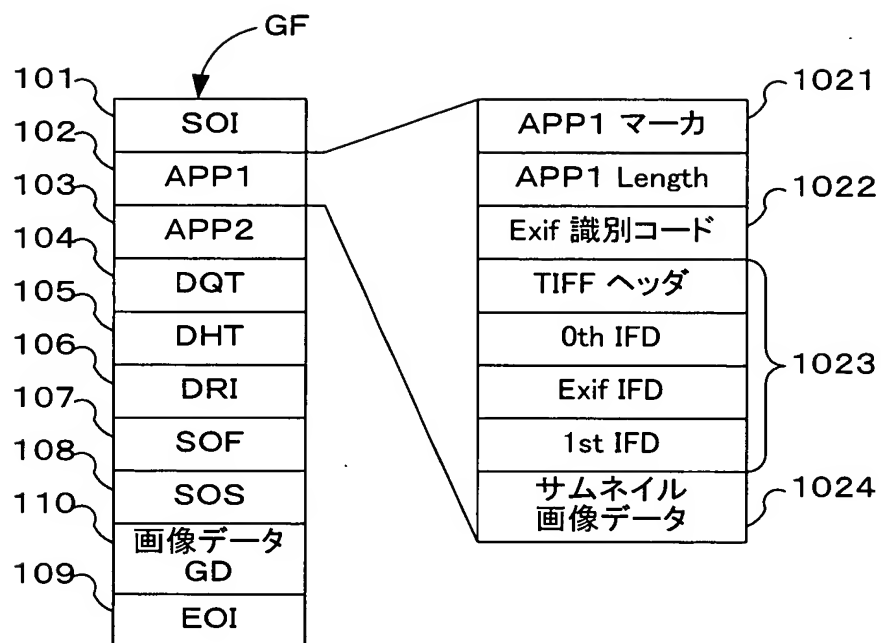 GF
101
SOI
102
APP1
103
APP2
104
DQT
105
DHT
106
DRI
107
SOF
108
SOS
110
画像データ
GD
109
EOI
1021
APP1 マーカ
APP1 Length
1022
Exif 識別コード
TIFF ヘッダ
0th IFD
1023
Exif IFD
1st IFD
サムネイル
画像データ
1024